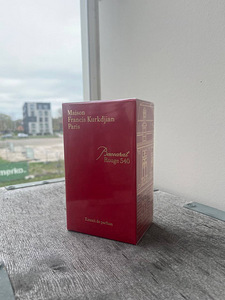 Maison
Francis Kurkdjian
Paris
Baccarat
Rouge 540
Extrait de parfum